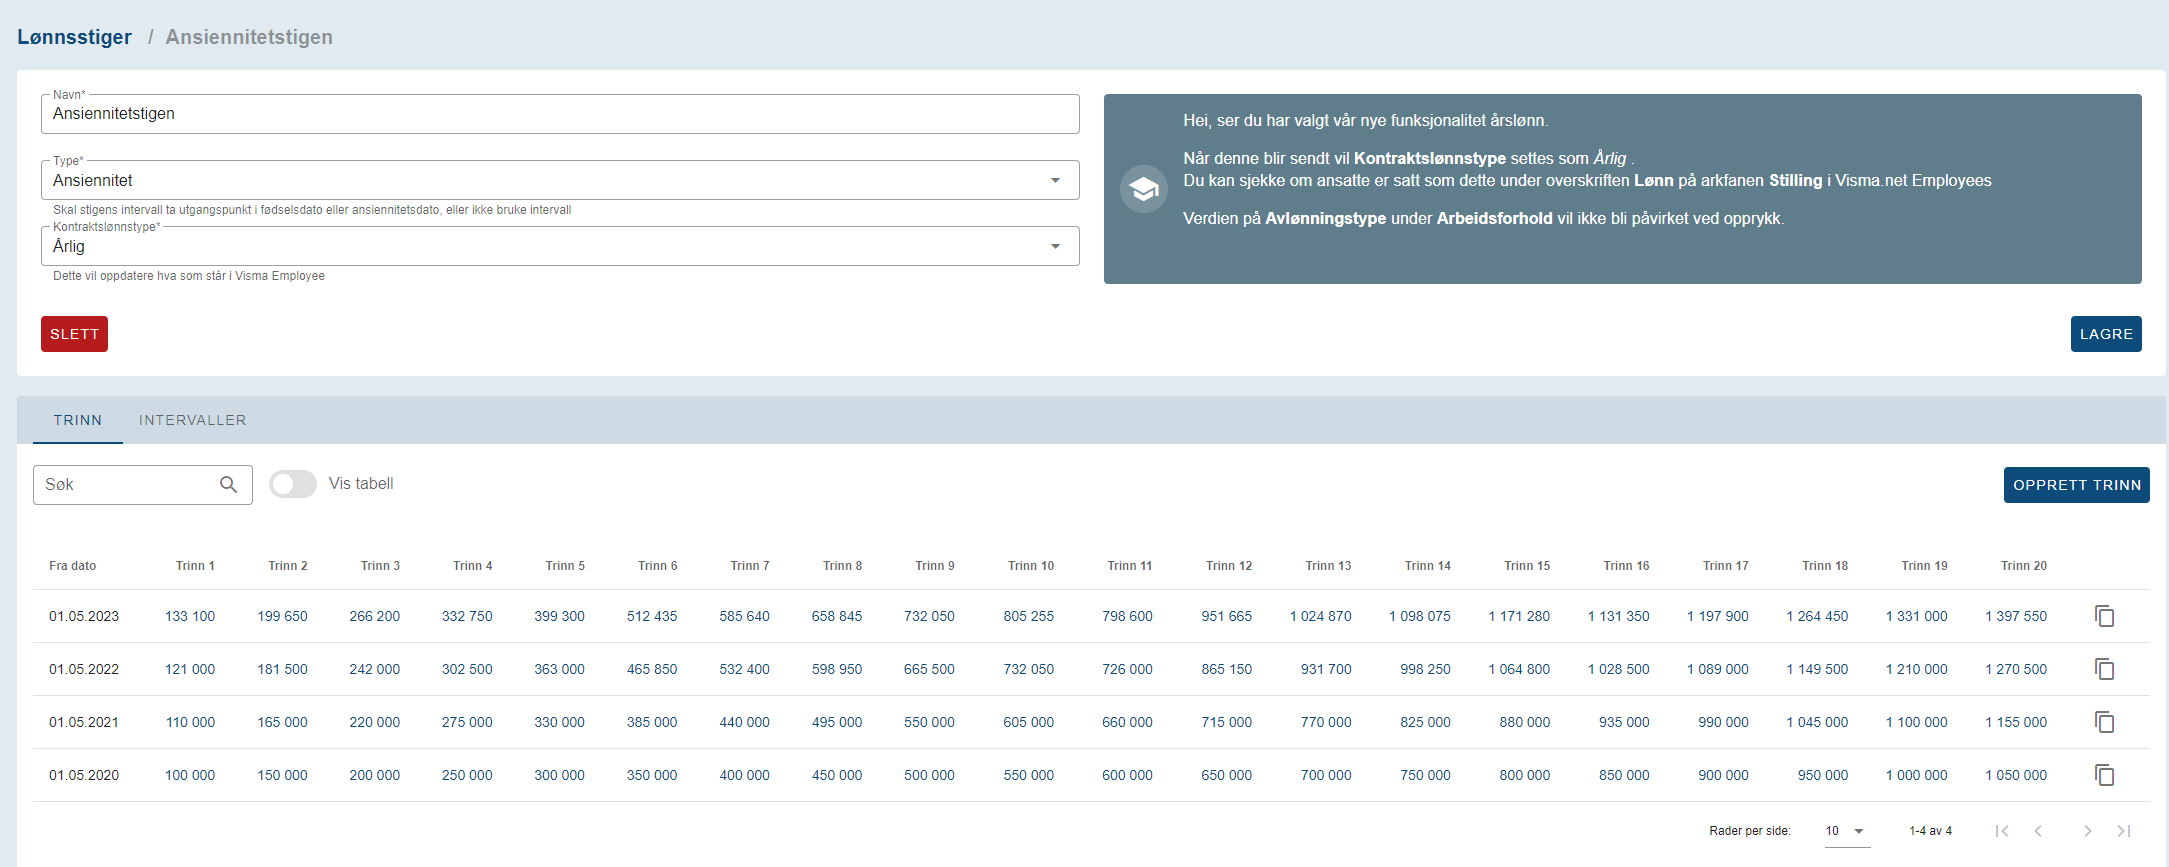 Lønnsstiger / Ansiennitetstigen
Navn*
Ansiennitetstigen
Type*
Ansiennitet
Skal stigens intervall ta utgangspunkt i fødselsdato eller ansiennitetsdato, eller ikke bruke intervall
Kontraktslønnstype*
Årlig
Dette vil oppdatere hva som står i Visma Employee
Hei, ser du har valgt vår nye funksjonalitet årslønn.
Når denne blir sendt vil Kontraktslønnstype settes som Årlig .
Du kan sjekke om ansatte er satt som dette under overskriften Lønn på arkfanen Stilling i Visma.net Employees
Verdien på Avlønningstype under Arbeidsforhold vil ikke bli påvirket ved opprykk.
SLETT
LAGRE
TRINN INTERVALLER
Søk
Vis tabell
OPPRETT TRINN
Fra dato Trinn 1 Trinn 2 Trinn 3 Trinn 4 Trinn 5 Trinn 6 Trinn 7 Trinn 8 Trinn 9 Trinn 10 Trinn 11 Trinn 12 Trinn 13 Trinn 14 Trinn 15 Trinn 16 Trinn 17 Trinn 18 Trinn 19 Trinn 20
01.05.2023 133 100 199 650 266 200 332 750 399 300 512 435 585 640 658 845 732 050 805 255 798 600 951 665 1 024 870 1 098 075 1 171 280 1 131 350 1 197 900 1 264 450 1 331 000 1 397 550
01.05.2022 121 000 181 500 242 000 302 500 363 000 465 850 532 400 598 950 665 500 732 050 726 000 865 150 931 700 998 250 1 064 800 1 028 500 1 089 000 1 149 500 1 210 000 1 270 500
01.05.2021 110 000 165 000 220 000 275 000 330 000 385 000 440 000 495 000 550 000 605 000 660 000 715 000 770 000 825 000 880 000 935 000 990 000 1 045 000 1 100 000 1 155 000
01.05.2020 100 000 150 000 200 000 250 000 300 000 350 000 400 000 450 000 500 000 550 000 600 000 650 000 700 000 750 000 800 000 850 000 900 000 950 000 1 000 000 1 050 000
Rader per side: 10 1-4 av 4